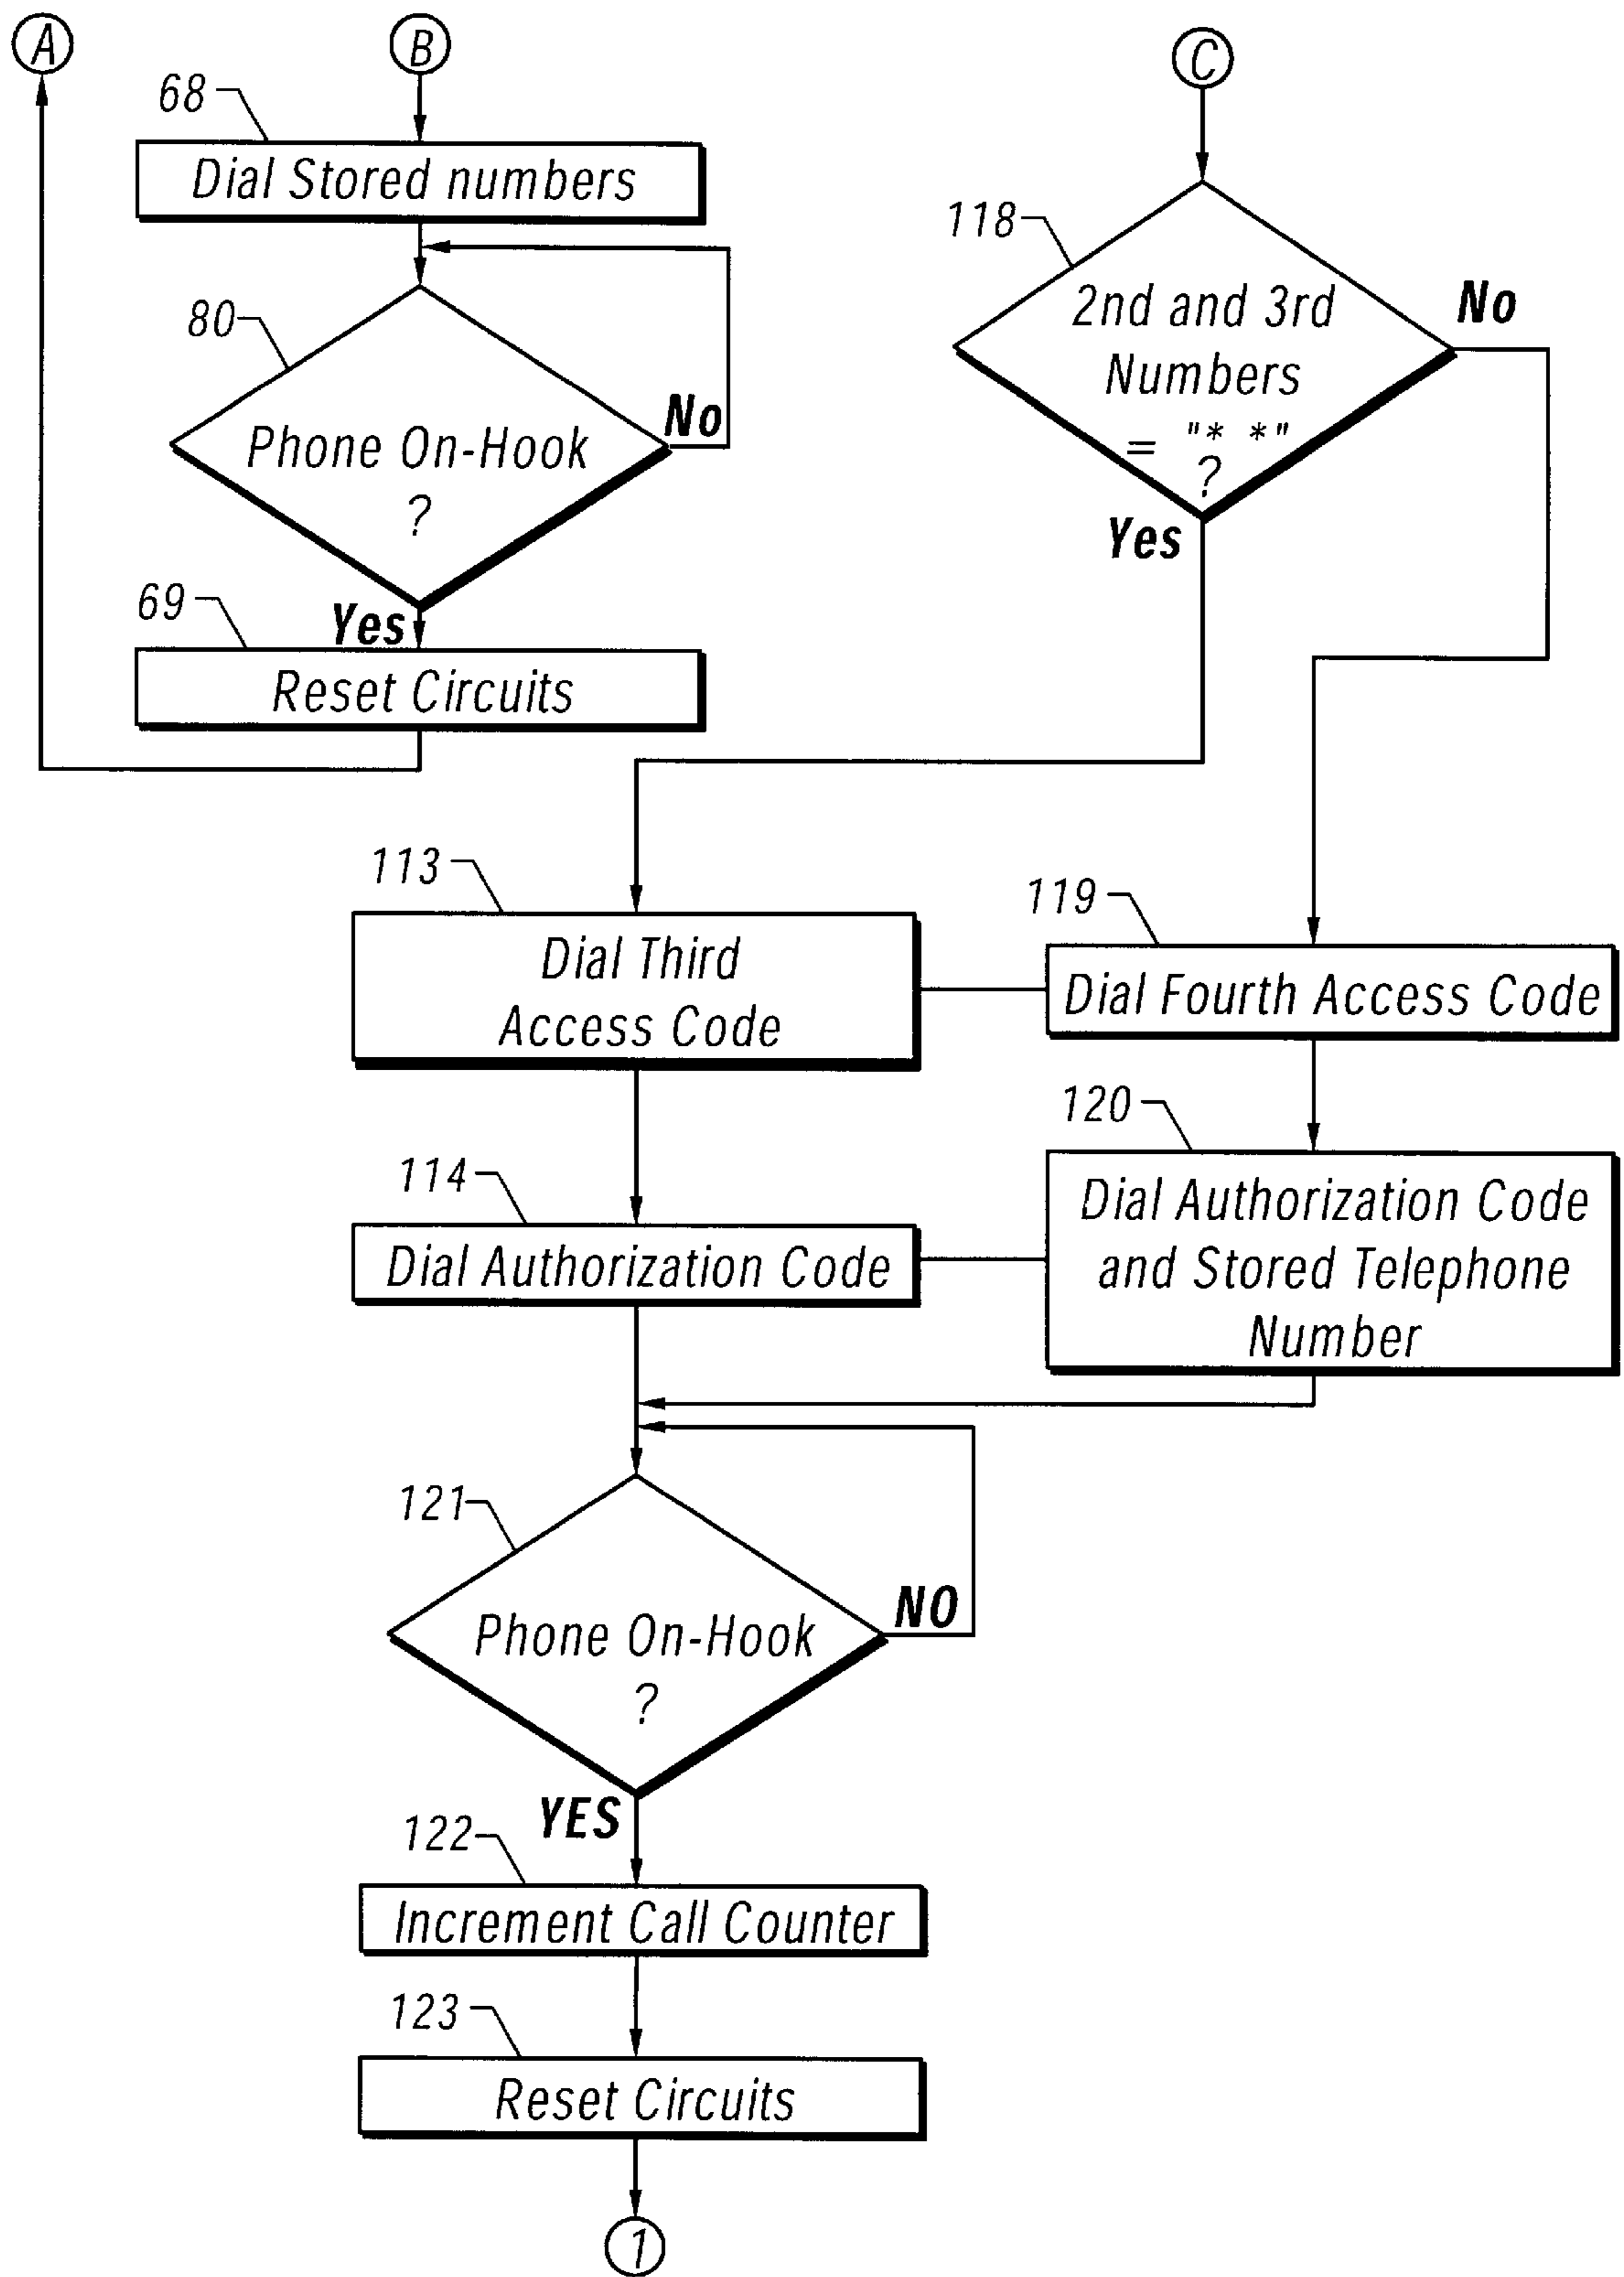 A
B
C
68
Dial Stored numbers
80
Phone On-Hook
?
No
Yes
69
Reset Circuits
118
2nd and 3rd
Numbers
= "* *"
?
No
Yes
113
Dial Third
Access Code
119
Dial Fourth Access Code
114
Dial Authorization Code
120
Dial Authorization Code
and Stored Telephone
Number
121
Phone On-Hook
?
NO
YES
122
Increment Call Counter
123
Reset Circuits
1